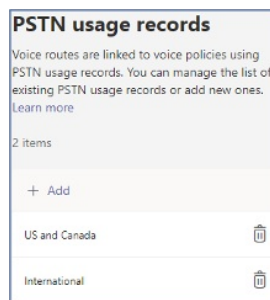 PSTN usage records
Voice routes are linked to voice policies using
PSTN usage records. You can manage the list of
existing PSTN usage records or add new ones.
Learn more
2 items
+ Add
US and Canada
International